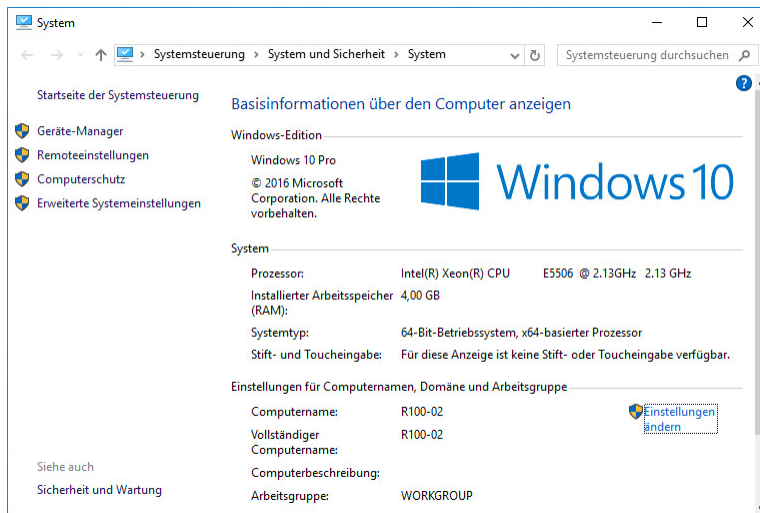 System
Systemsteuerung > System und Sicherheit > System
Systemsteuerung durchsuchen
?
Startseite der Systemsteuerung
Geräte-Manager
Remoteeinstellungen
Computerschutz
Erweiterte Systemeinstellungen
Siehe auch
Sicherheit und Wartung
Basisinformationen über den Computer anzeigen
Windows-Edition
Windows 10 Pro
© 2016 Microsoft
Corporation. Alle Rechte
vorbehalten.
Windows 10
System
Prozessor: Intel(R) Xeon(R) CPU E5506 @ 2.13GHz 2.13 GHz
Installierter Arbeitsspeicher 4,00 GB
(RAM):
Systemtyp: 64-Bit-Betriebssystem, x64-basierter Prozessor
Stift- und Toucheingabe: Für diese Anzeige ist keine Stift- oder Toucheingabe verfügbar.
Einstellungen für Computernamen, Domäne und Arbeitsgruppe
Computername: R100-02
Einstellungen
ändern
Vollständiger R100-02
Computername:
Computerbeschreibung:
Arbeitsgruppe: WORKGROUP